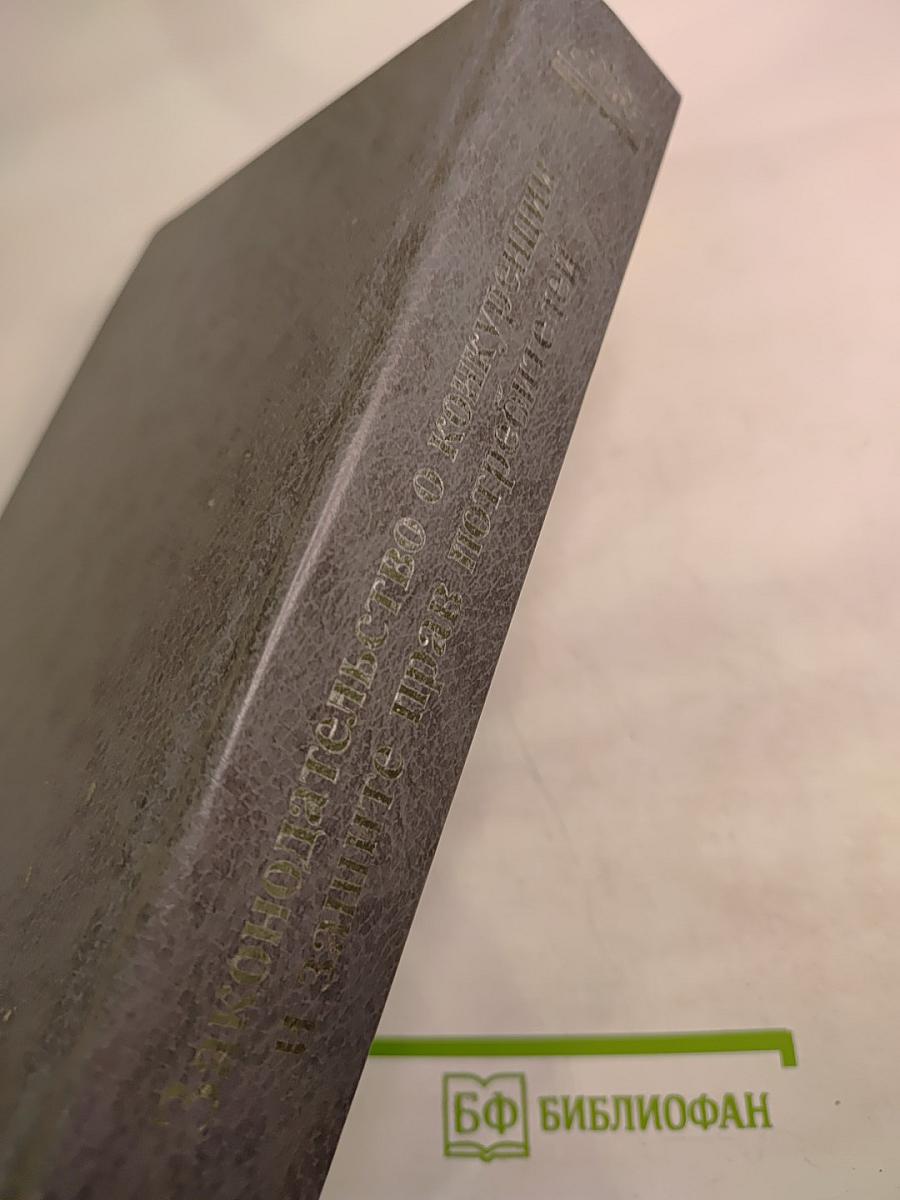 Законодательство о конкуренции
и защите прав потребителей
БФ БИБЛИОФАН